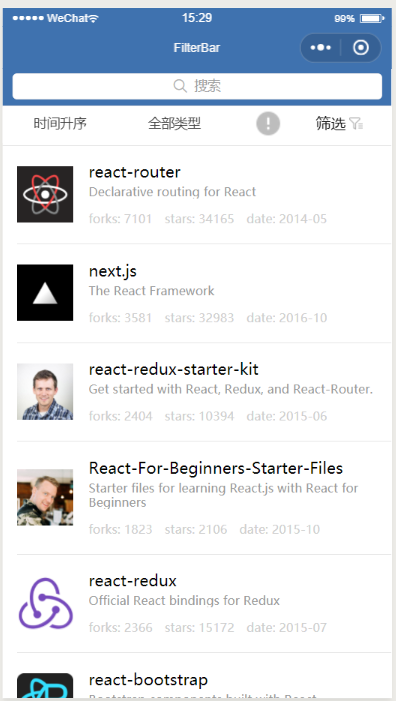 WeChat 15:29 99%
FilterBar
搜索
时间升序 全部类型 筛选
react-router
Declarative routing for React
forks: 7101 stars: 34165 date: 2014-05
next.js
The React Framework
forks: 3581 stars: 32983 date: 2016-10
react-redux-starter-kit
Get started with React, Redux, and React-Router.
forks: 2404 stars: 10394 date: 2015-06
React-For-Beginners-Starter-Files
Starter files for learning React.js with React for
Beginners
forks: 1823 stars: 2106 date: 2015-10
react-redux
Official React bindings for Redux
forks: 2366 stars: 15172 date: 2015-07
react-bootstrap
Bootstrap components built with React